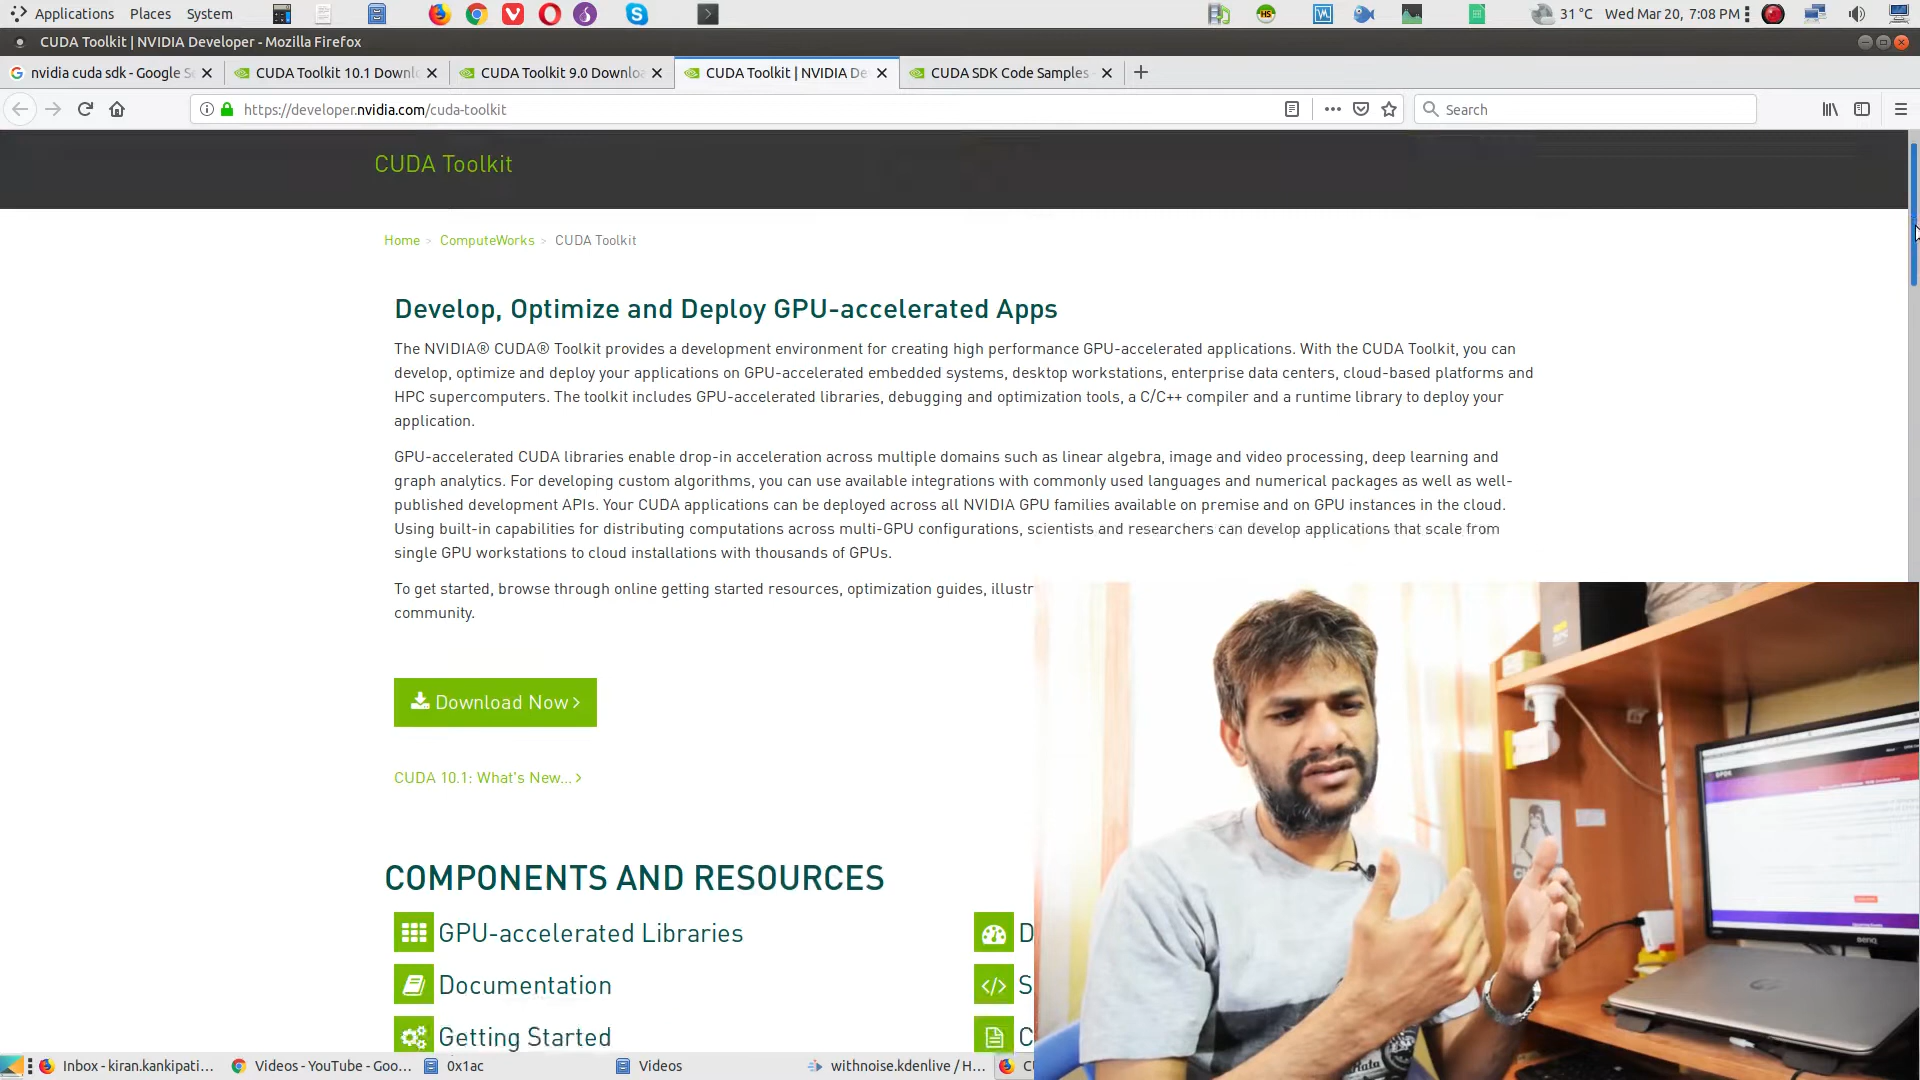 Applications Places System
31 °C Wed Mar 20, 7:08 PM
CUDA Toolkit | NVIDIA Developer - Mozilla Firefox
nvidia cuda sdk - Google S
CUDA Toolkit 10.1 Downl
CUDA Toolkit 9.0 Downlo
CUDA Toolkit | NVIDIA De
CUDA SDK Code Samples
https://developer.nvidia.com/cuda-toolkit
Search
CUDA Toolkit
Home > ComputeWorks > CUDA Toolkit
Develop, Optimize and Deploy GPU-accelerated Apps
The NVIDIA® CUDA® Toolkit provides a development environment for creating high performance GPU-accelerated applications. With the CUDA Toolkit, you can
develop, optimize and deploy your applications on GPU-accelerated embedded systems, desktop workstations, enterprise data centers, cloud-based platforms and
HPC supercomputers. The toolkit includes GPU-accelerated libraries, debugging and optimization tools, a C/C++ compiler and a runtime library to deploy your
application.
GPU-accelerated CUDA libraries enable drop-in acceleration across multiple domains such as linear algebra, image and video processing, deep learning and
graph analytics. For developing custom algorithms, you can use available integrations with commonly used languages and numerical packages as well as well-
published development APIs. Your CUDA applications can be deployed across all NVIDIA GPU families available on premise and on GPU instances in the cloud.
Using built-in capabilities for distributing computations across multi-GPU configurations, scientists and researchers can develop applications that scale from
single GPU workstations to cloud installations with thousands of GPUs.
To get started, browse through online getting started resources, optimization guides, illustr
community.
Download Now >
CUDA 10.1: What's New... >
COMPONENTS AND RESOURCES
GPU-accelerated Libraries
D
Documentation
S
Getting Started
C
Inbox - kiran.kankipati...
Videos - YouTube - Goo...
0x1ac
Videos
withnoise.kdenlive / H...
CU